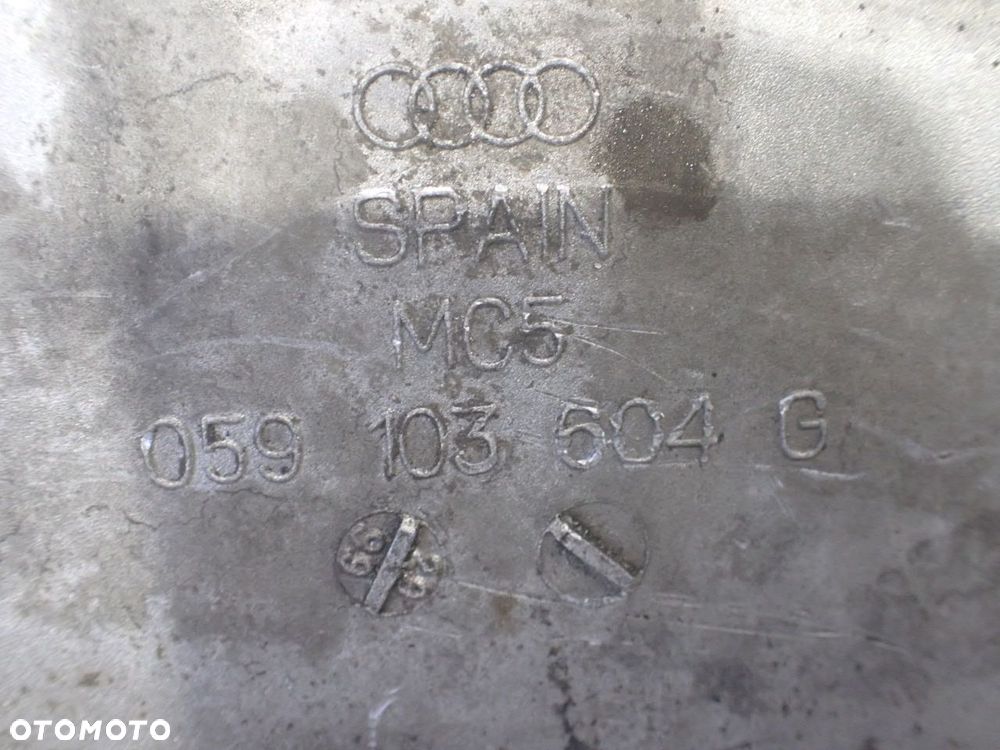 SPAIN
MC5
059 103 604 G
OTOMOTO